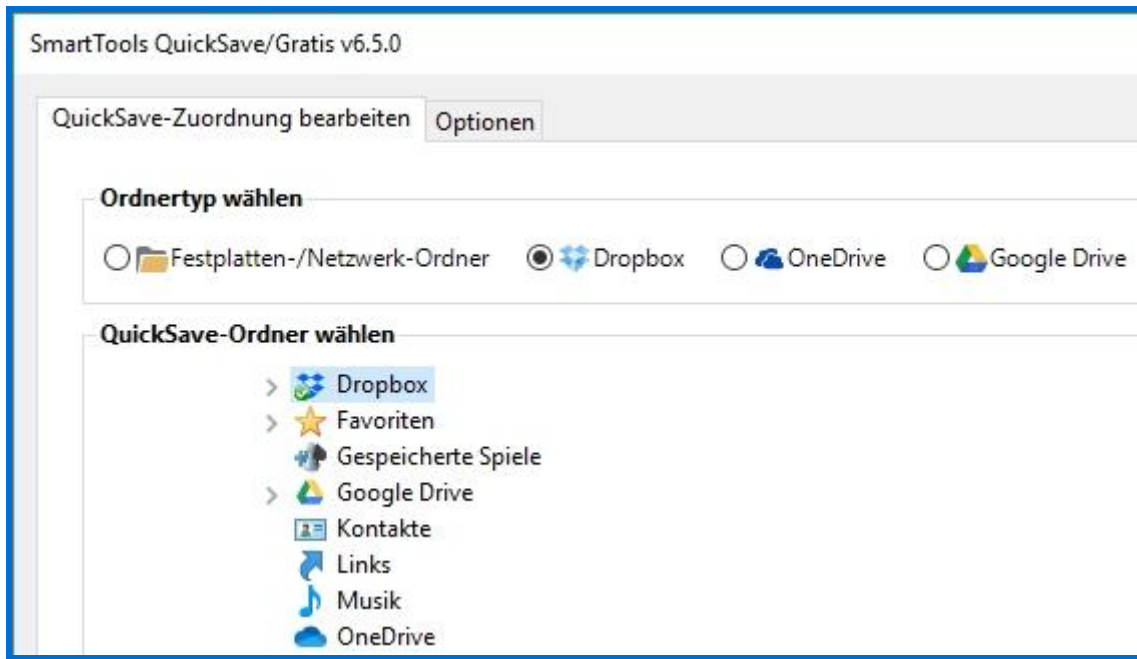 SmartTools QuickSave/Gratis v6.5.0
QuickSave-Zuordnung bearbeiten Optionen
Ordnertyp wählen
Festplatten-/Netzwerk-Ordner Dropbox OneDrive Google Drive
QuickSave-Ordner wählen
Dropbox
Favoriten
Gespeicherte Spiele
Google Drive
Kontakte
Links
Musik
OneDrive